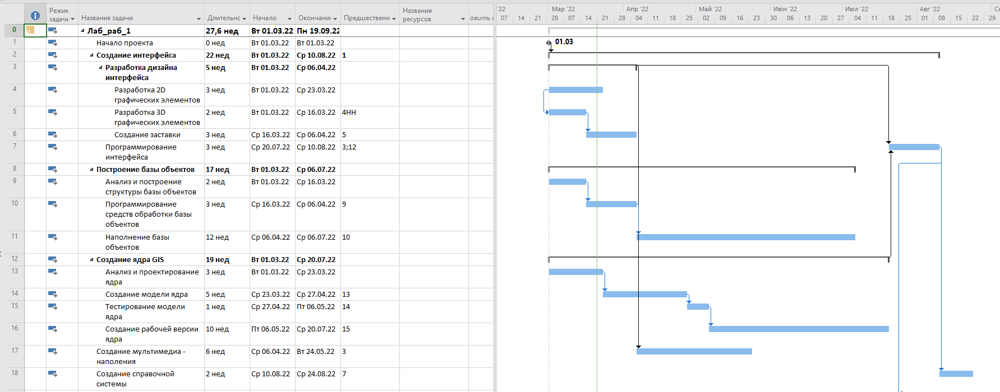 Режим задачи	Название задачи	Длительнс	Начало	Окончание	Предшественн	Названия ресурсов	авить н
'22	Мар '22	Апр '22	Май '22	Июн '22	Июл '22	Авг '22	Се
07	14	21	28	07	14	21	28	04	11	18	25	02	09	16	23	30	06	13	20	27	04	11	18	25	01	08	15	22	29
0	Лаб_раб_1	27,6 нед	Вт 01.03.22	Пн 19.09.22
1	Начало проекта	0 нед	Вт 01.03.22	Вт 01.03.22	01.03
2	Создание интерфейса	22 нед	Вт 01.03.22	Ср 10.08.22	1
3	Разработка дизайна	5 нед	Вт 01.03.22	Ср 06.04.22
интерфейса
4	Разработка 2D	3 нед	Вт 01.03.22	Ср 23.03.22
графических элементов
5	Разработка 3D	2 нед	Вт 01.03.22	Ср 16.03.22	4НН
графических элементов
6	Создание заставки	3 нед	Ср 16.03.22	Ср 06.04.22	5
7	Программирование	3 нед	Ср 20.07.22	Ср 10.08.22	3;12
интерфейса
8	Построение базы объектов	17 нед	Вт 01.03.22	Ср 06.07.22
9	Анализ и построение	2 нед	Вт 01.03.22	Ср 16.03.22
структуры базы объектов
10	Программирование	3 нед	Ср 16.03.22	Ср 06.04.22	9
средств обработки базы
объектов
11	Наполнение базы	12 нед	Ср 06.04.22	Ср 06.07.22	10
объектов
12	Создание ядра GIS	19 нед	Вт 01.03.22	Ср 20.07.22
13	Анализ и проектирование	3 нед	Вт 01.03.22	Ср 23.03.22
ядра
14	Создание модели ядра	5 нед	Ср 23.03.22	Ср 27.04.22	13
15	Тестирование модели	1 нед	Ср 27.04.22	Пт 06.05.22	14
ядра
16	Создание рабочей версии	10 нед	Пт 06.05.22	Ср 20.07.22	15
ядра
17	Создание мультимедиа -	6 нед	Ср 06.04.22	Вт 24.05.22	3
наполения
18	Создание справочной	2 нед	Ср 10.08.22	Ср 24.08.22	7
системы